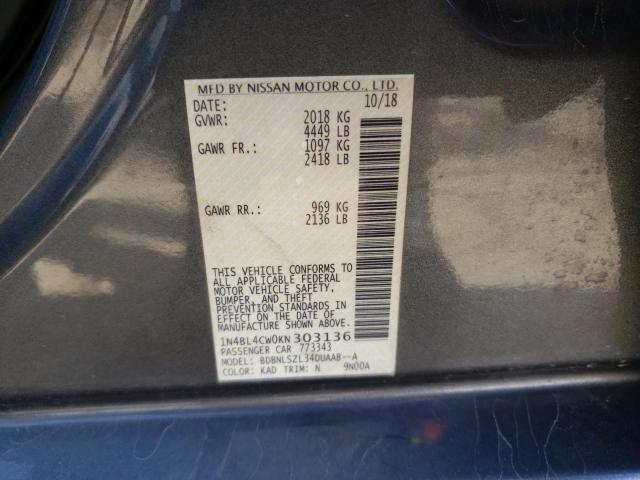 MFD BY NISSAN MOTOR CO., LTD.
DATE: 10/18
GVWR: 2018 KG
4449 LB
GAWR FR.: 1097 KG
2418 LB
GAWR RR.: 969 KG
2136 LB
THIS VEHICLE CONFORMS TO
ALL APPLICABLE FEDERAL
MOTOR VEHICLE SAFETY,
BUMPER, AND THEFT
PREVENTION STANDARDS IN
EFFECT ON THE DATE OF
MANUFACTURE SHOWN ABOVE.
1N4BL4CW0KN303136
PASSENGER CAR 773343
MODEL: BDBNLSZL34DUAAB--A
COLOR: KAD TRIM: N 9N00A